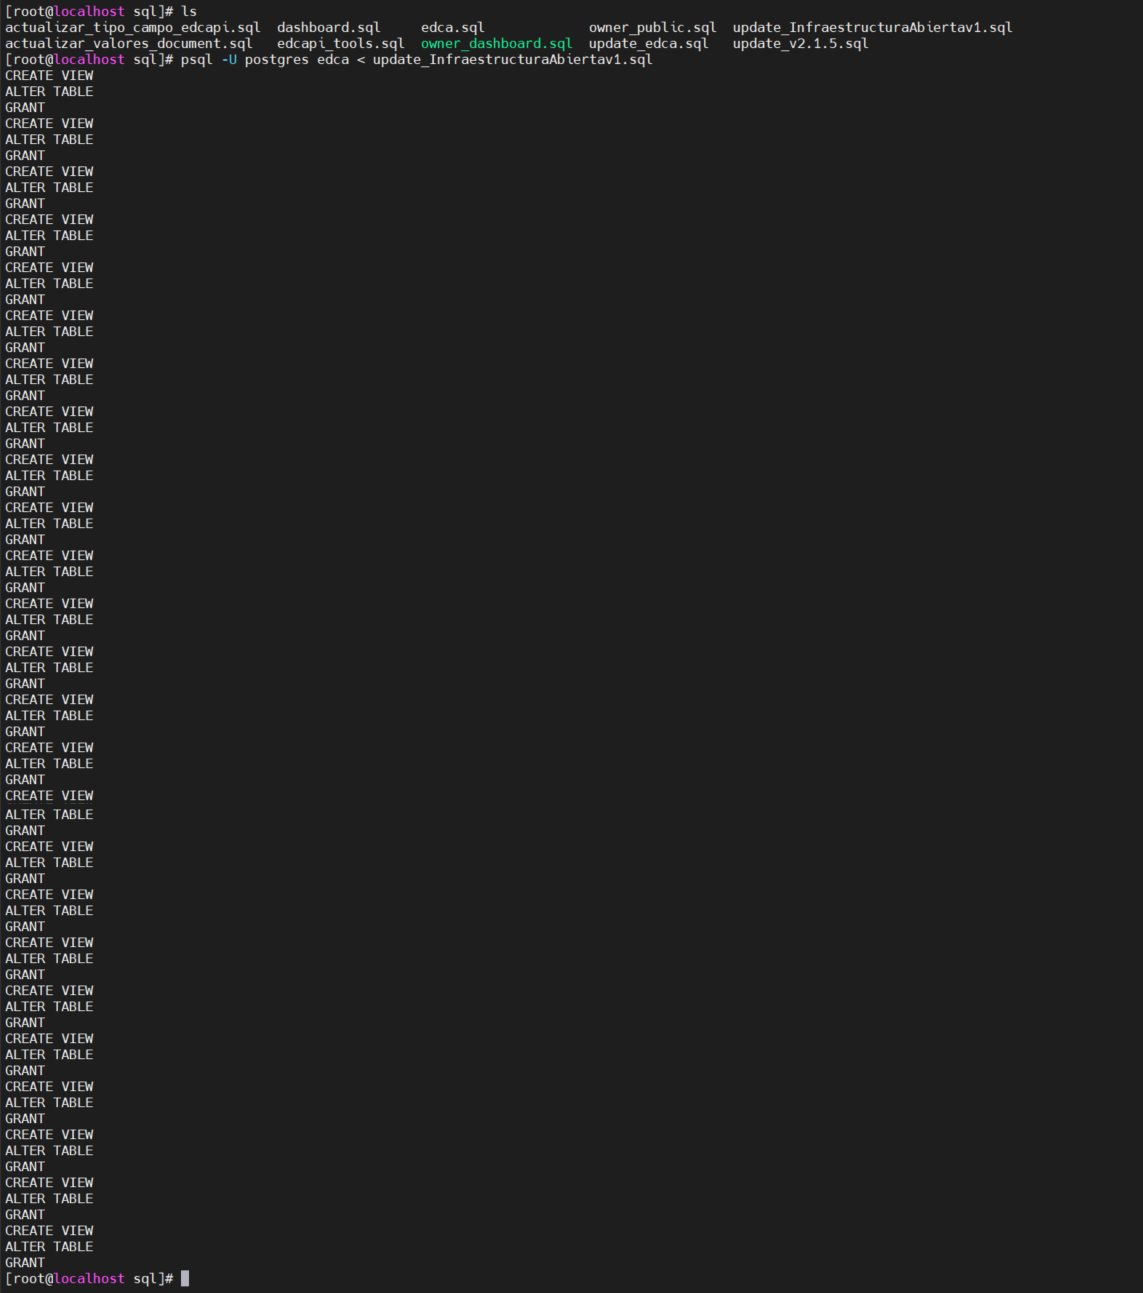 [root@localhost sql]# ls
actualizar_tipo_campo_edcapi.sql  dashboard.sql     edca.sql             owner_public.sql  update_InfraestructuraAbiertav1.sql
actualizar_valores_document.sql   edcapi_tools.sql  owner_dashboard.sql  update_edca.sql   update_v2.1.5.sql
[root@localhost sql]# psql -U postgres edca < update_InfraestructuraAbiertav1.sql
CREATE VIEW
ALTER TABLE
GRANT
CREATE VIEW
ALTER TABLE
GRANT
CREATE VIEW
ALTER TABLE
GRANT
CREATE VIEW
ALTER TABLE
GRANT
CREATE VIEW
ALTER TABLE
GRANT
CREATE VIEW
ALTER TABLE
GRANT
CREATE VIEW
ALTER TABLE
GRANT
CREATE VIEW
ALTER TABLE
GRANT
CREATE VIEW
ALTER TABLE
GRANT
CREATE VIEW
ALTER TABLE
GRANT
CREATE VIEW
ALTER TABLE
GRANT
CREATE VIEW
ALTER TABLE
GRANT
CREATE VIEW
ALTER TABLE
GRANT
CREATE VIEW
ALTER TABLE
GRANT
CREATE VIEW
ALTER TABLE
GRANT
CREATE VIEW
ALTER TABLE
GRANT
CREATE VIEW
ALTER TABLE
GRANT
CREATE VIEW
ALTER TABLE
GRANT
CREATE VIEW
ALTER TABLE
GRANT
CREATE VIEW
ALTER TABLE
GRANT
CREATE VIEW
ALTER TABLE
GRANT
CREATE VIEW
ALTER TABLE
GRANT
CREATE VIEW
ALTER TABLE
GRANT
CREATE VIEW
ALTER TABLE
GRANT
CREATE VIEW
ALTER TABLE
GRANT
[root@localhost sql]#